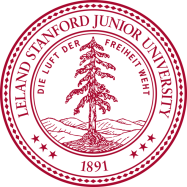 LELAND STANFORD JUNIOR UNIVERSITY
DIE LUFT DER FREIHEIT WEHT
1891